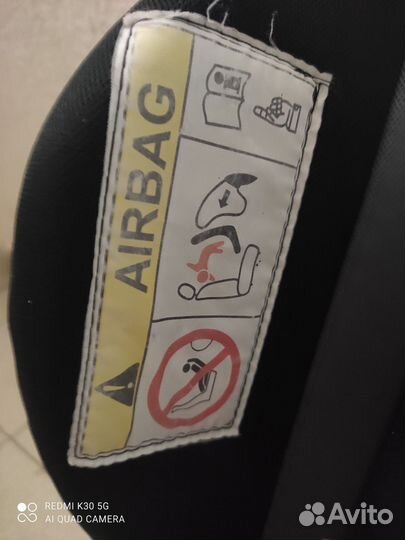 AIRBAG
REDMI K30 5G
AI QUAD CAMERA
Avito